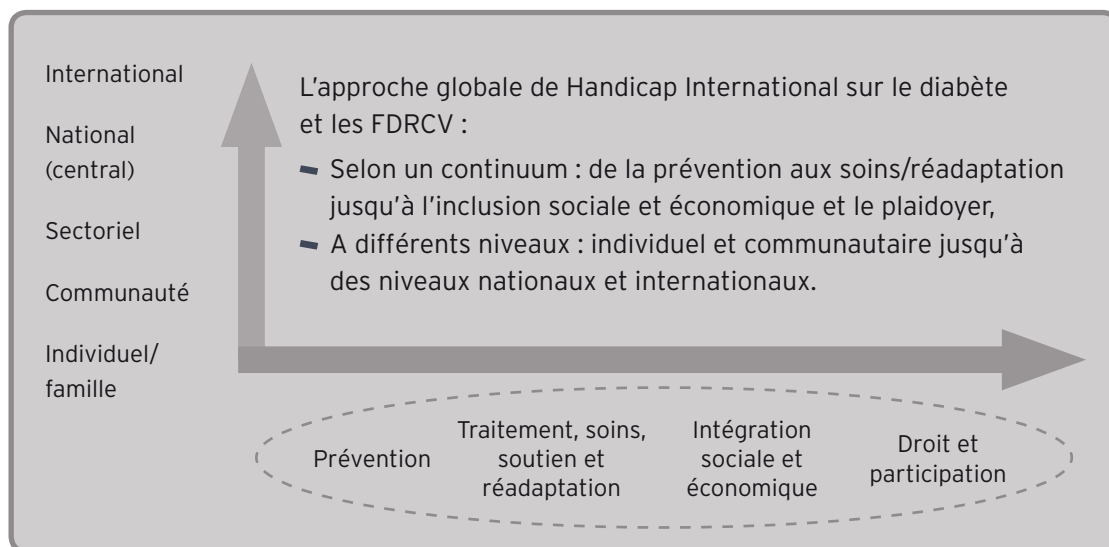 International
National
(central)
Sectoriel
Communauté
Individuel/
famille
L’approche globale de Handicap International sur le diabète
et les FDRCV :
– Selon un continuum : de la prévention aux soins/réadaptation
jusqu’à l’inclusion sociale et économique et le plaidoyer,
– A différents niveaux : individuel et communautaire jusqu’à
des niveaux nationaux et internationaux.
Prévention
Traitement, soins,
soutien et
réadaptation
Intégration
sociale et
économique
Droit et
participation